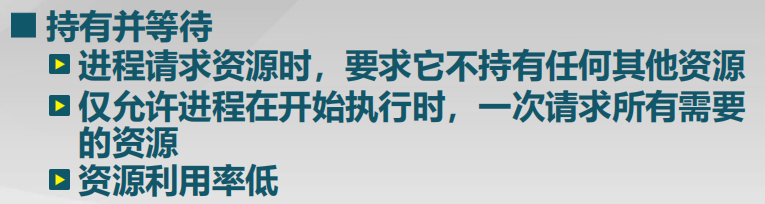 持有并等待
进程请求资源时，要求它不持有任何其他资源
仅允许进程在开始执行时，一次请求所有需要
的资源
资源利用率低